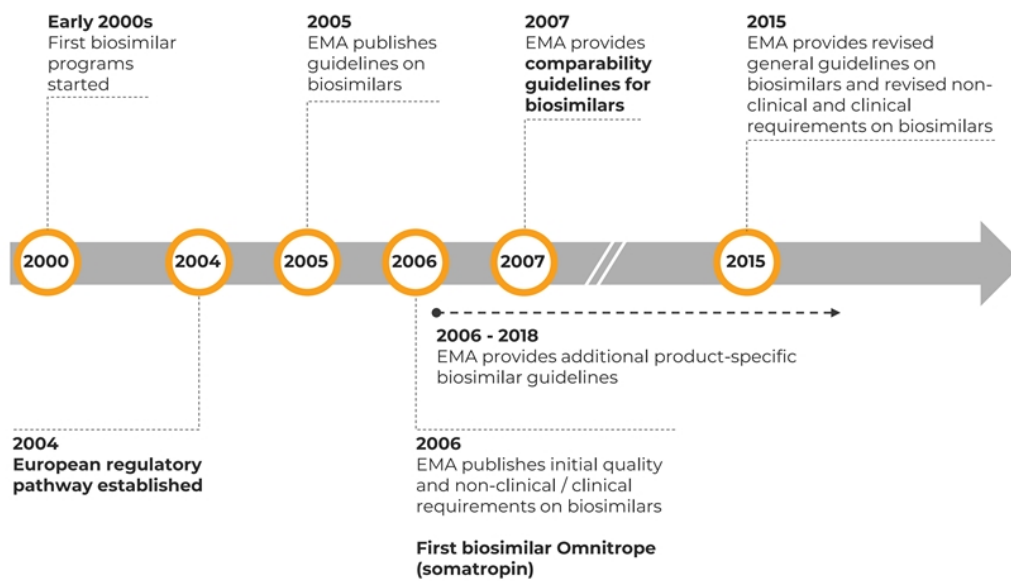 Early 2000s
First biosimilar
programs
started
2005
EMA publishes
guidelines on
biosimilars
2007
EMA provides
comparability
guidelines for
biosimilars
2015
EMA provides revised
general guidelines on
biosimilars and revised non-
clinical and clinical
requirements on biosimilars
2000
2004
2005
2006
2007
2015
2006 - 2018
EMA provides additional product-specific
biosimilar guidelines
2004
European regulatory
pathway established
2006
EMA publishes initial quality
and non-clinical / clinical
requirements on biosimilars
First biosimilar Omnitrope
(somatropin)